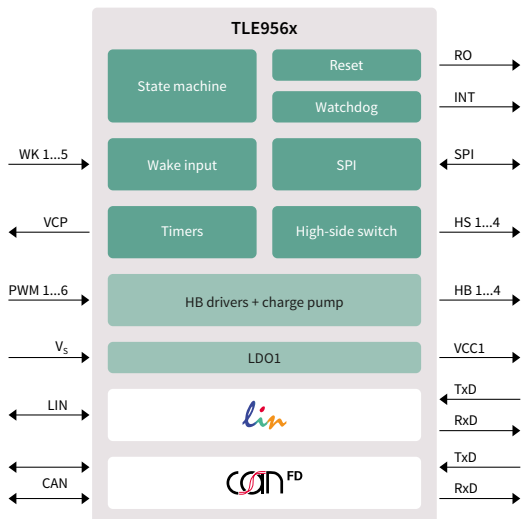 TLE956x
State machine
Reset
RO
Watchdog
INT
WK 1...5
Wake input
SPI
SPI
VCP
Timers
High-side switch
HS 1...4
PWM 1...6
HB drivers + charge pump
HB 1...4
VS
LDO1
VCC1
LIN
lin
TxD
RxD
CAN
CAN FD
TxD
RxD